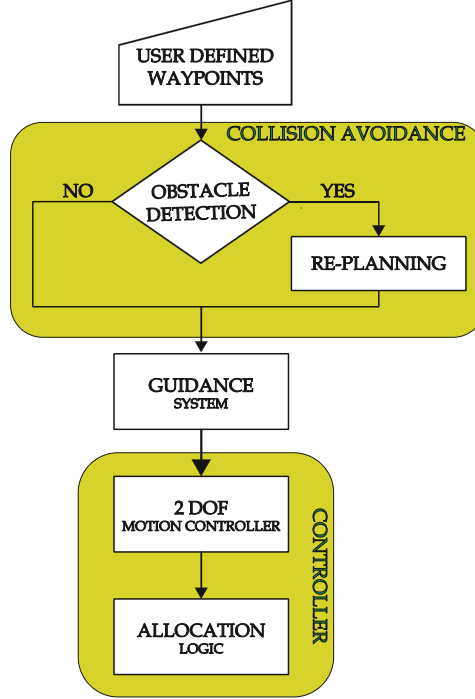 USER DEFINED
WAYPOINTS
COLLISION AVOIDANCE
NO
OBSTACLE
DETECTION
YES
RE-PLANNING
GUIDANCE
SYSTEM
2 DOF
MOTION CONTROLLER
CONTROLLER
ALLOCATION
LOGIC